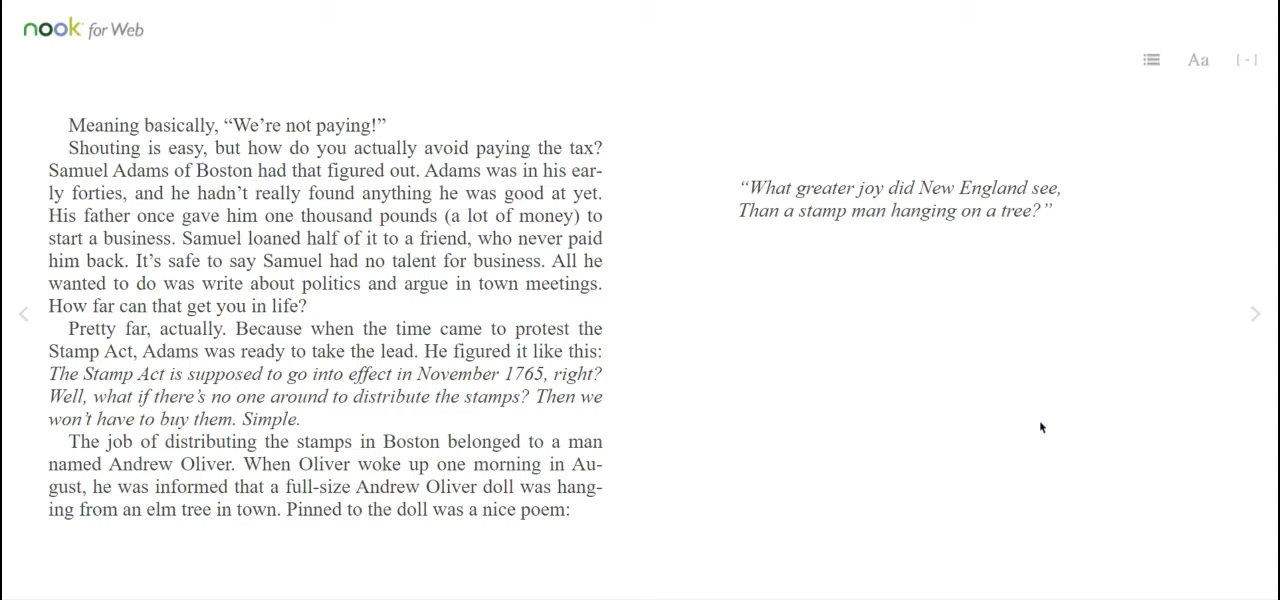 nook for Web
Aa
[ - ]
Meaning basically, “We’re not paying!”
Shouting is easy, but how do you actually avoid paying the tax?
Samuel Adams of Boston had that figured out. Adams was in his ear-
ly forties, and he hadn’t really found anything he was good at yet.
His father once gave him one thousand pounds (a lot of money) to
start a business. Samuel loaned half of it to a friend, who never paid
him back. It’s safe to say Samuel had no talent for business. All he
wanted to do was write about politics and argue in town meetings.
How far can that get you in life?
Pretty far, actually. Because when the time came to protest the
Stamp Act, Adams was ready to take the lead. He figured it like this:
The Stamp Act is supposed to go into effect in November 1765, right?
Well, what if there’s no one around to distribute the stamps? Then we
won’t have to buy them. Simple.
The job of distributing the stamps in Boston belonged to a man
named Andrew Oliver. When Oliver woke up one morning in Au-
gust, he was informed that a full-size Andrew Oliver doll was hang-
ing from an elm tree in town. Pinned to the doll was a nice poem:
“What greater joy did New England see,
Than a stamp man hanging on a tree?”